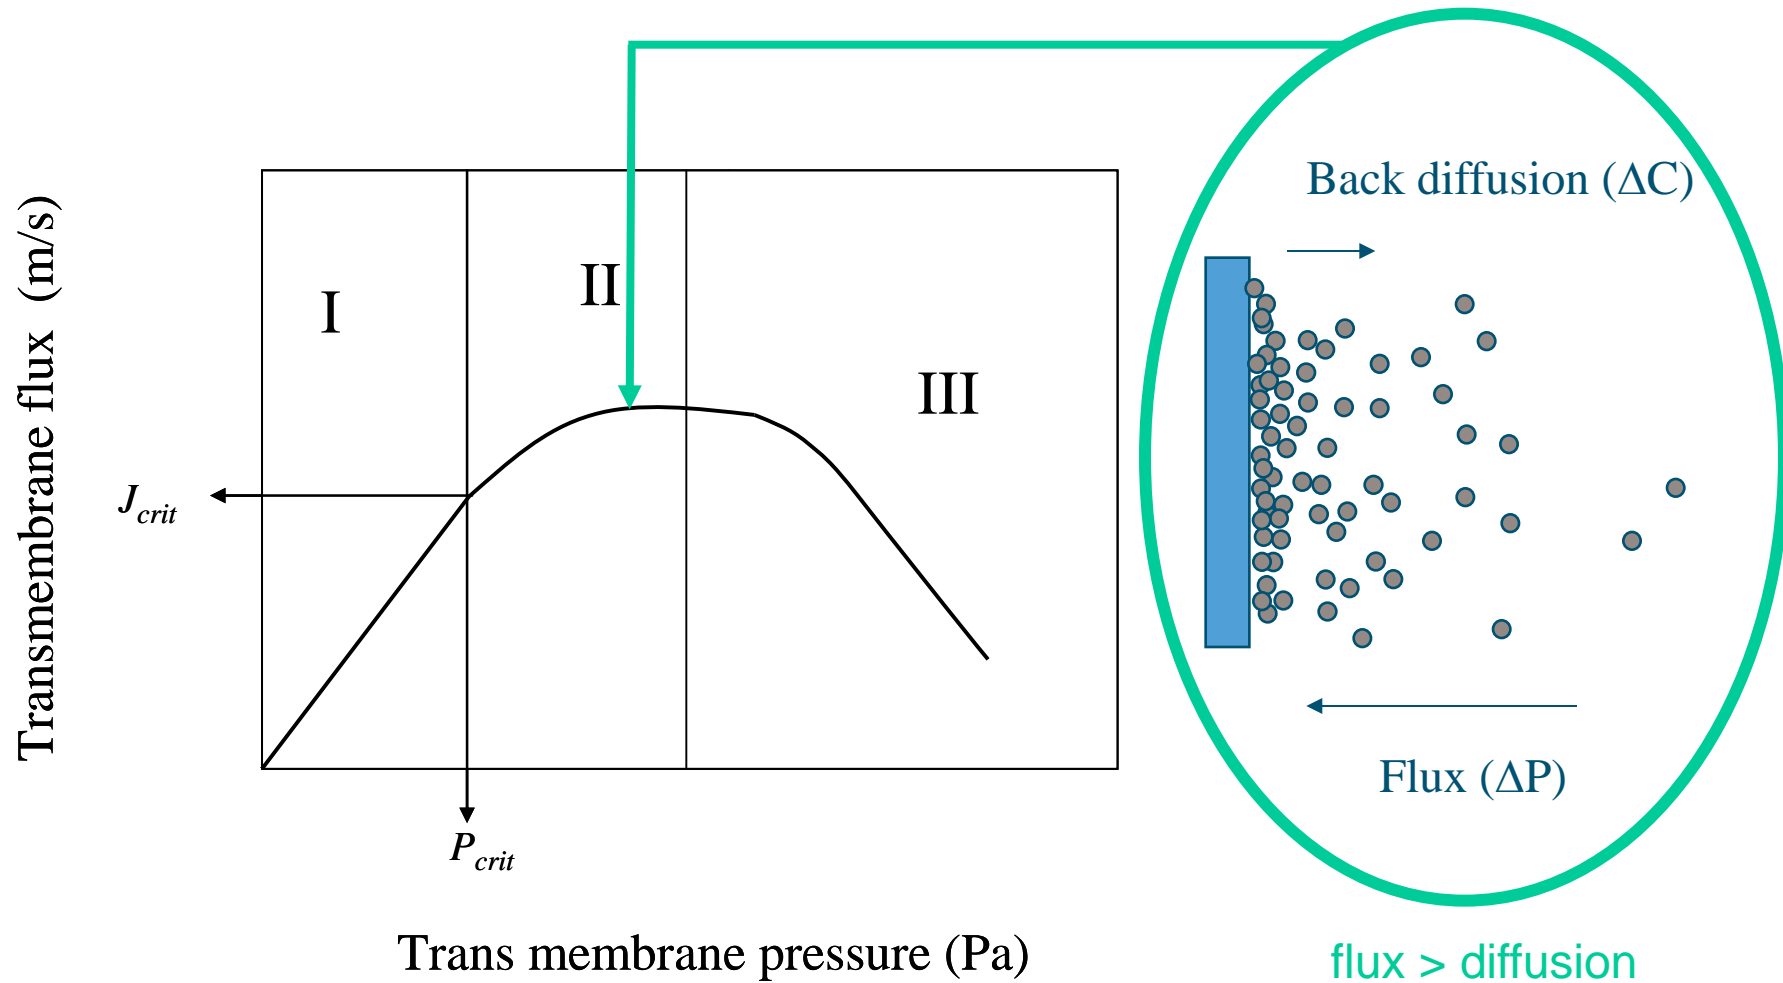 Transmembrane flux (m/s)
I
II
III
J_crit
P_crit
Trans membrane pressure (Pa)
Back diffusion (ΔC)
Flux (ΔP)
flux > diffusion